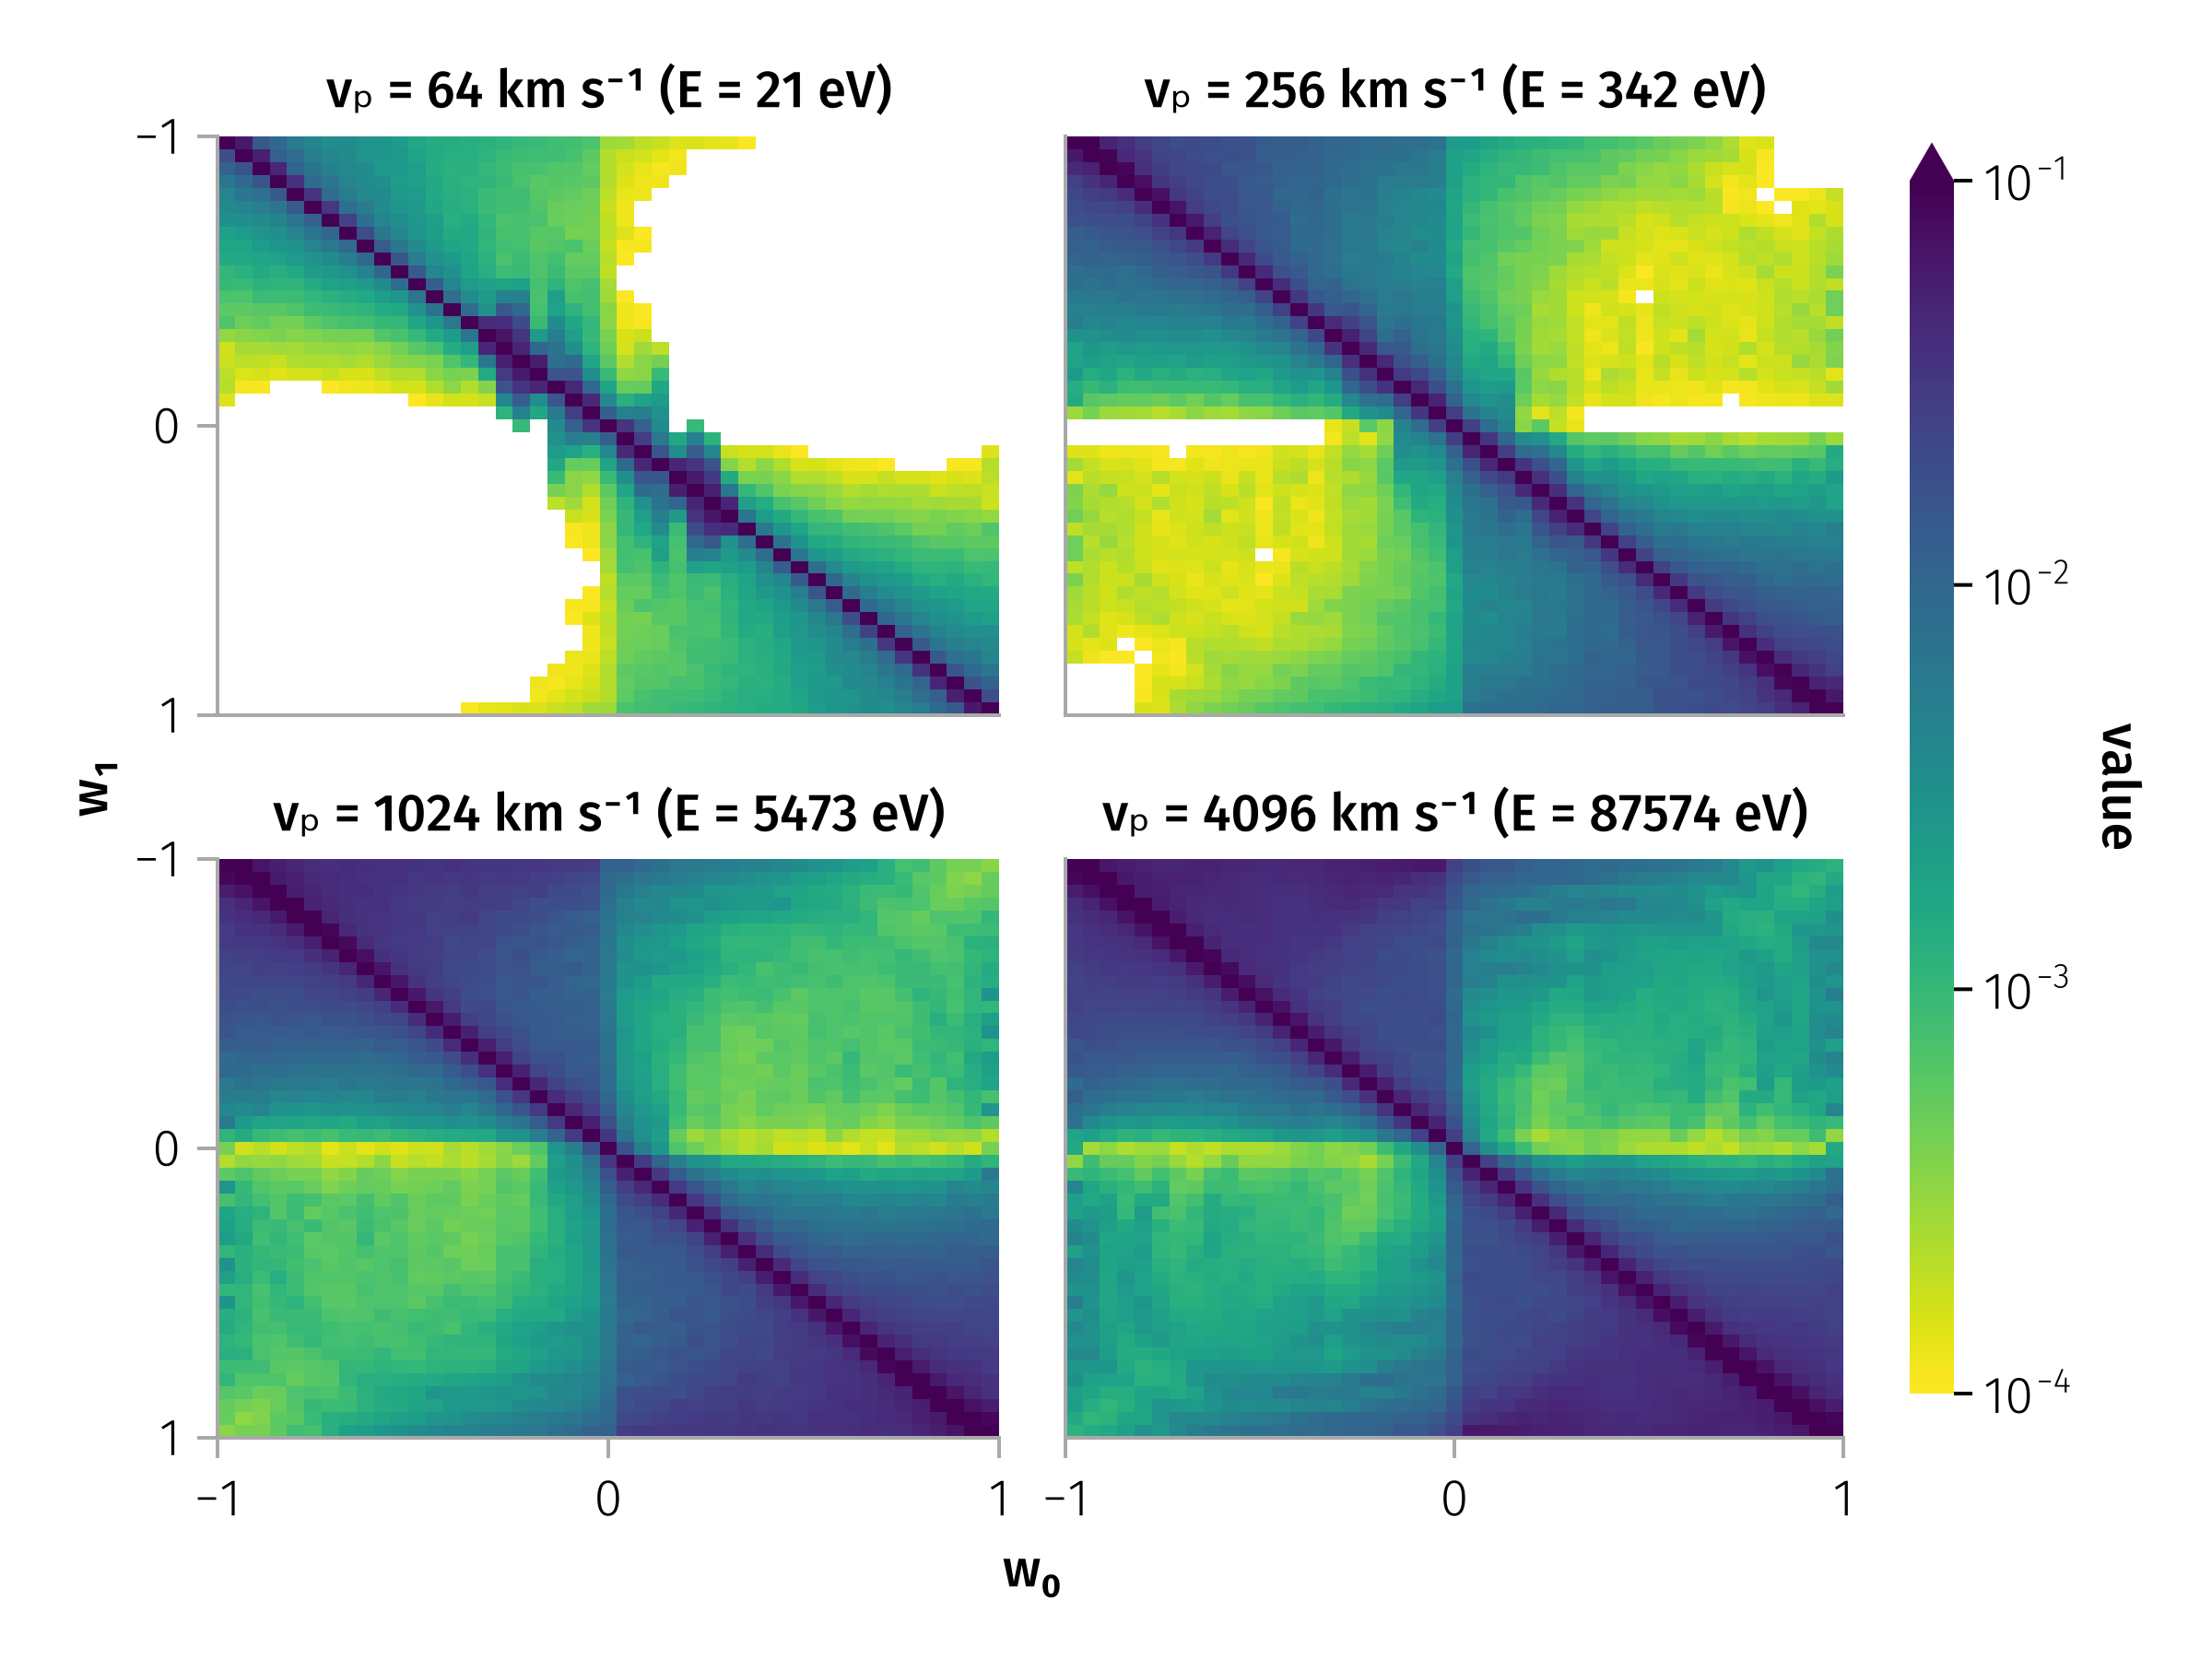 vₚ = 64 km s⁻¹ (E = 21 eV)
vₚ = 256 km s⁻¹ (E = 342 eV)
−1
0
1
10⁻¹
10⁻²
10⁻³
10⁻⁴
value
w₁
vₚ = 1024 km s⁻¹ (E = 5473 eV)
vₚ = 4096 km s⁻¹ (E = 87574 eV)
−1
0
1
−1 0 1
−1 0 1
w₀